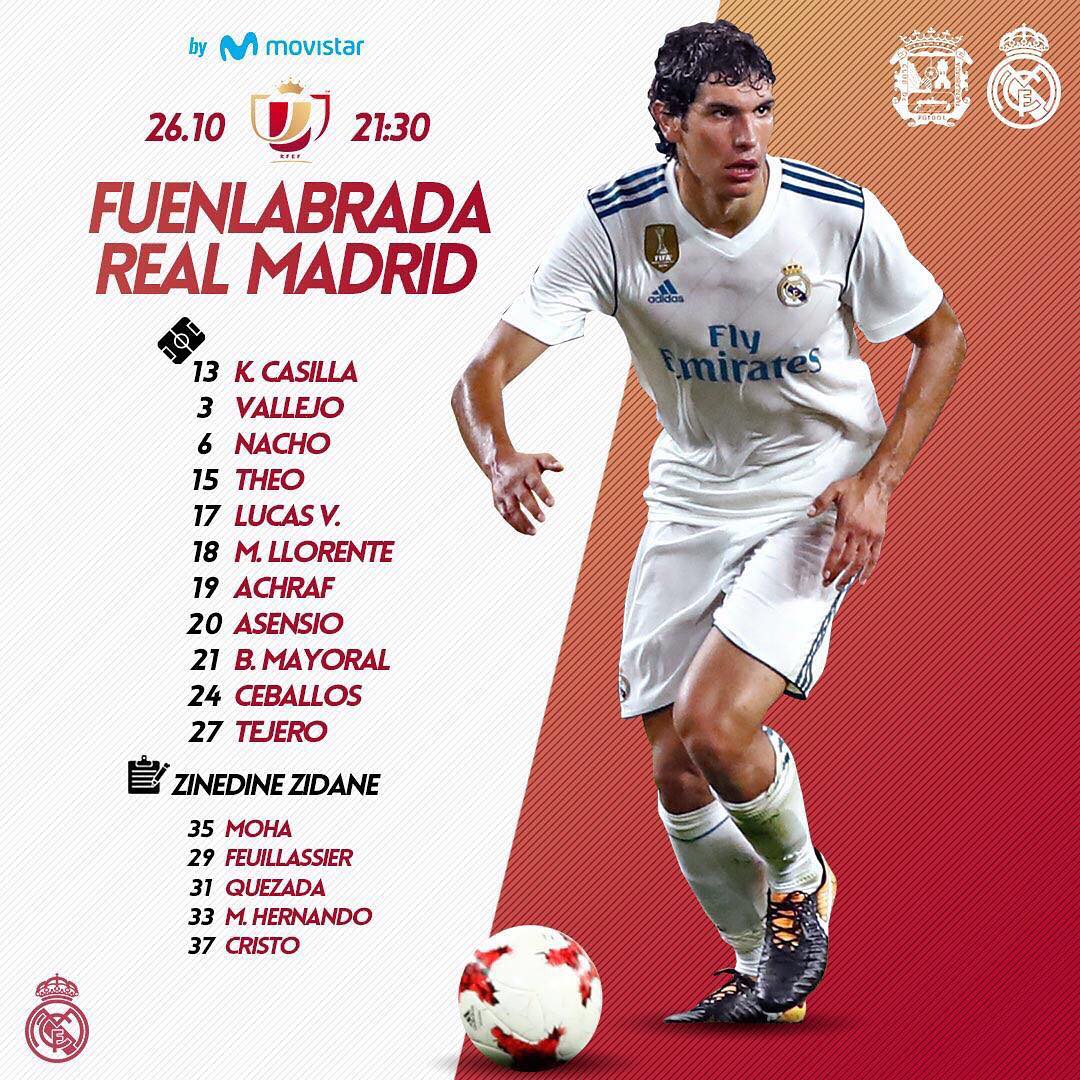 by movistar
26.10 RFEF 21:30
FUENLABRADA
REAL MADRID
13 K. CASILLA
3 VALLEJO
6 NACHO
15 THEO
17 LUCAS V.
18 M. LLORENTE
19 ACHRAF
20 ASENSIO
21 B. MAYORAL
24 CEBALLOS
27 TEJERO
ZINEDINE ZIDANE
35 MOHA
29 FEUILLASSIER
31 QUEZADA
33 M. HERNANDO
37 CRISTO
FUTBOL
FIFA
adidas
Fly
Emirates